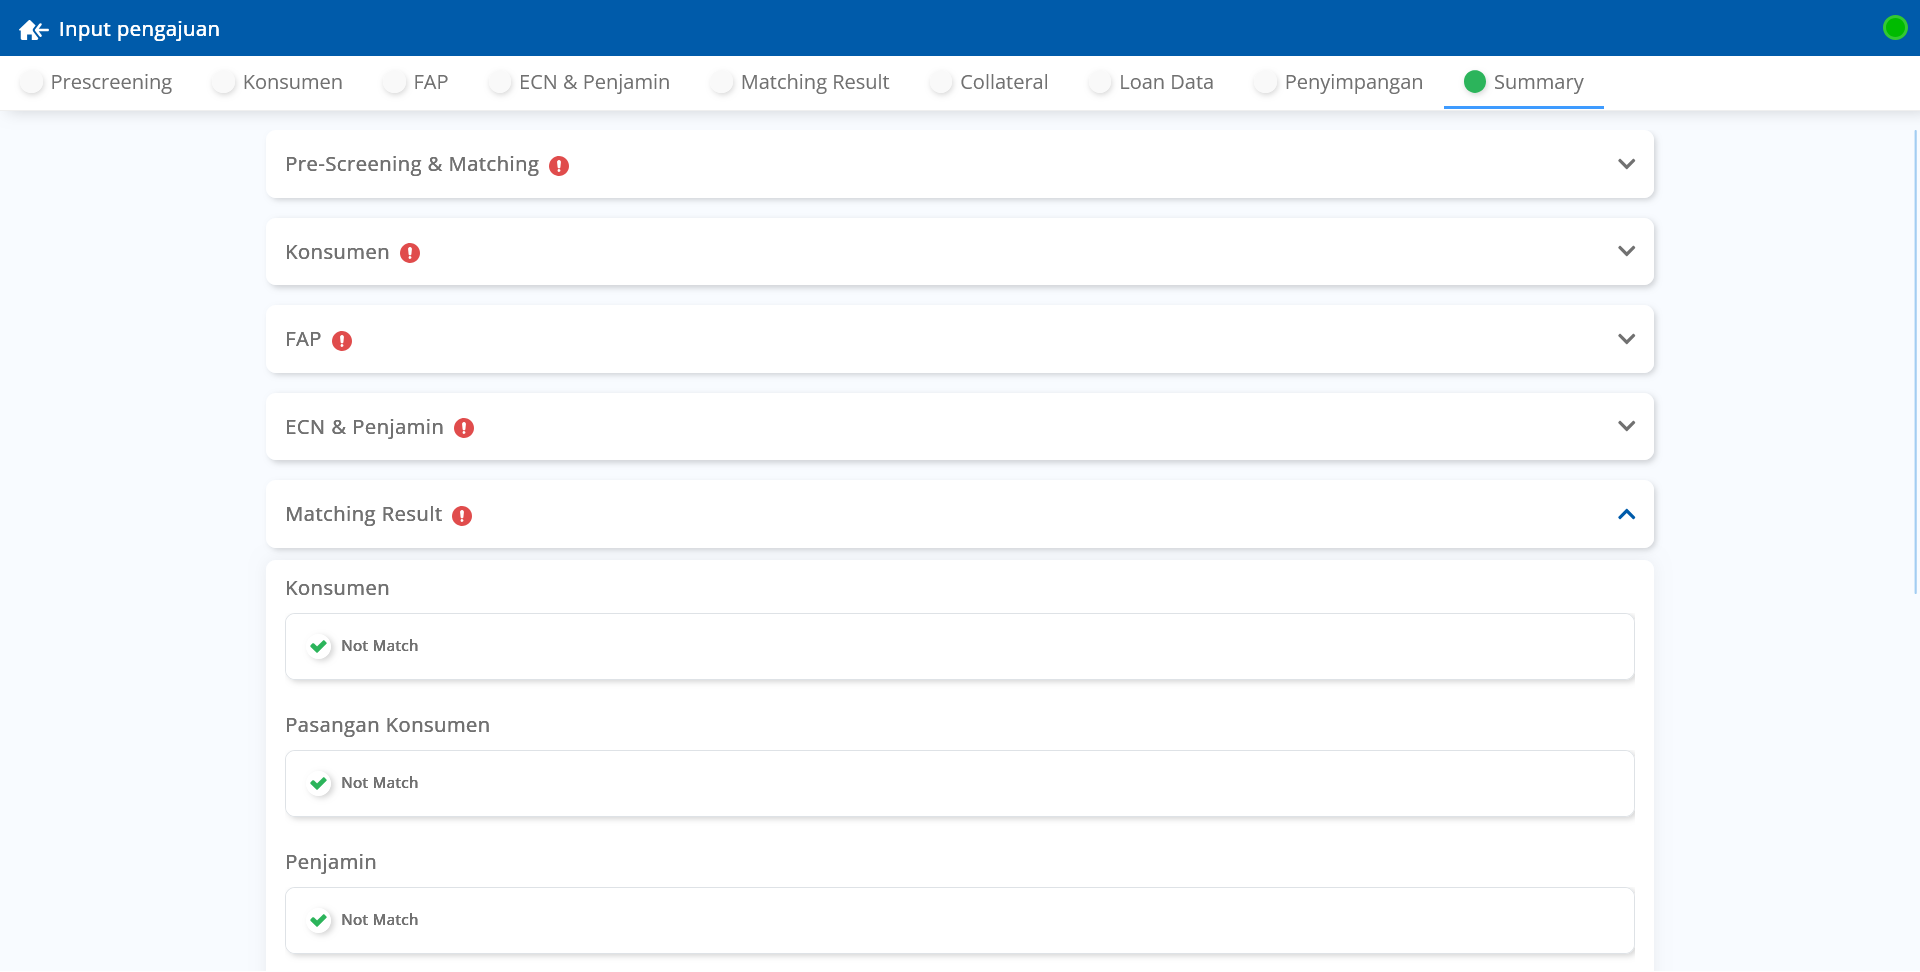 Input pengajuan
Prescreening Konsumen FAP ECN & Penjamin Matching Result Collateral Loan Data Penyimpangan Summary
Pre-Screening & Matching
Konsumen
FAP
ECN & Penjamin
Matching Result
Konsumen
Not Match
Pasangan Konsumen
Not Match
Penjamin
Not Match